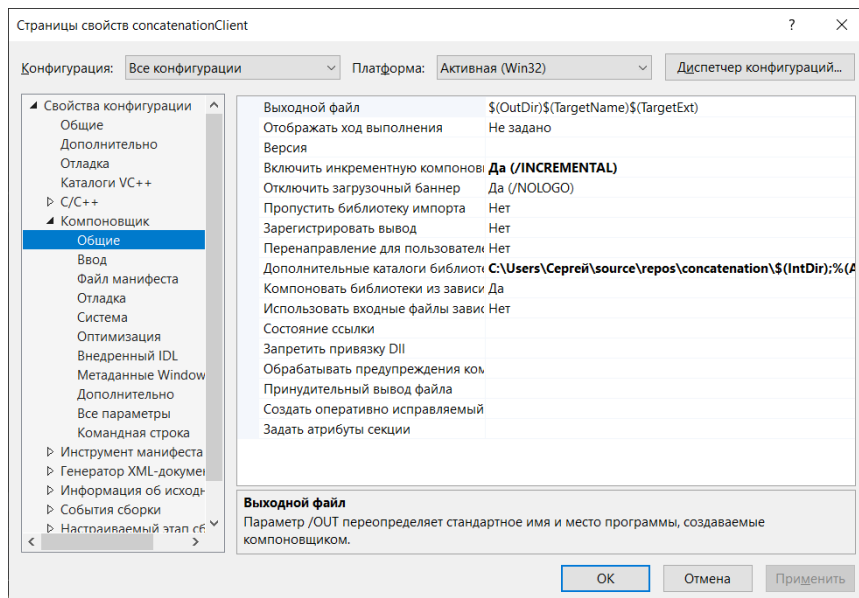 Страницы свойств concatenationClient
?
Конфигурация: Все конфигурации Платформа: Активная (Win32) Диспетчер конфигураций...
Свойства конфигурации
Общие
Дополнительно
Отладка
Каталоги VC++
C/C++
Компоновщик
Общие
Ввод
Файл манифеста
Отладка
Система
Оптимизация
Внедренный IDL
Метаданные Window
Дополнительно
Все параметры
Командная строка
Инструмент манифеста
Генератор XML-докумен
Информация об исходн
События сборки
Настраиваемый этап сб
Выходной файл $(OutDir)$(TargetName)$(TargetExt)
Отображать ход выполнения Не задано
Версия
Включить инкрементную компонов Да (/INCREMENTAL)
Отключить загрузочный баннер Да (/NOLOGO)
Пропустить библиотеку импорта Нет
Зарегистрировать вывод Нет
Перенаправление для пользователе Нет
Дополнительные каталоги библиоте C:\Users\Сергей\source\repos\concatenation\$(IntDir);%(A
Компоновать библиотеки из зависи Да
Использовать входные файлы завис Нет
Состояние ссылки
Запретить привязку Dll
Обрабатывать предупреждения ком
Принудительный вывод файла
Создать оперативно исправляемый
Задать атрибуты секции
Выходной файл
Параметр /OUT переопределяет стандартное имя и место программы, создаваемые
компоновщиком.
ОК Отмена Применить